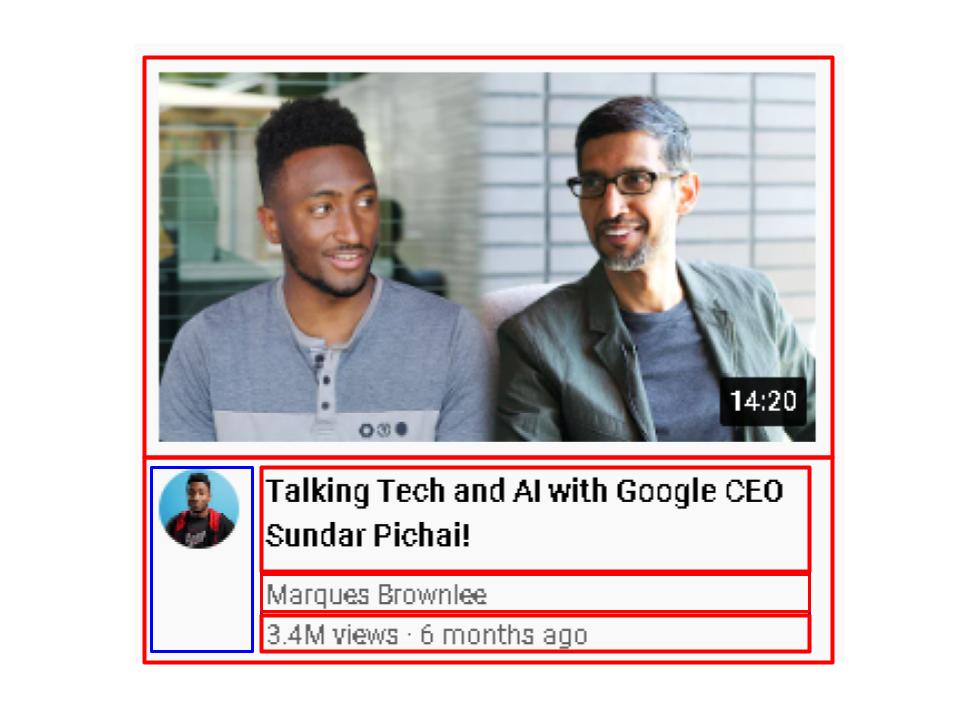 14:20
Talking Tech and AI with Google CEO
Sundar Pichai!
Marques Brownlee
3.4M views · 6 months ago